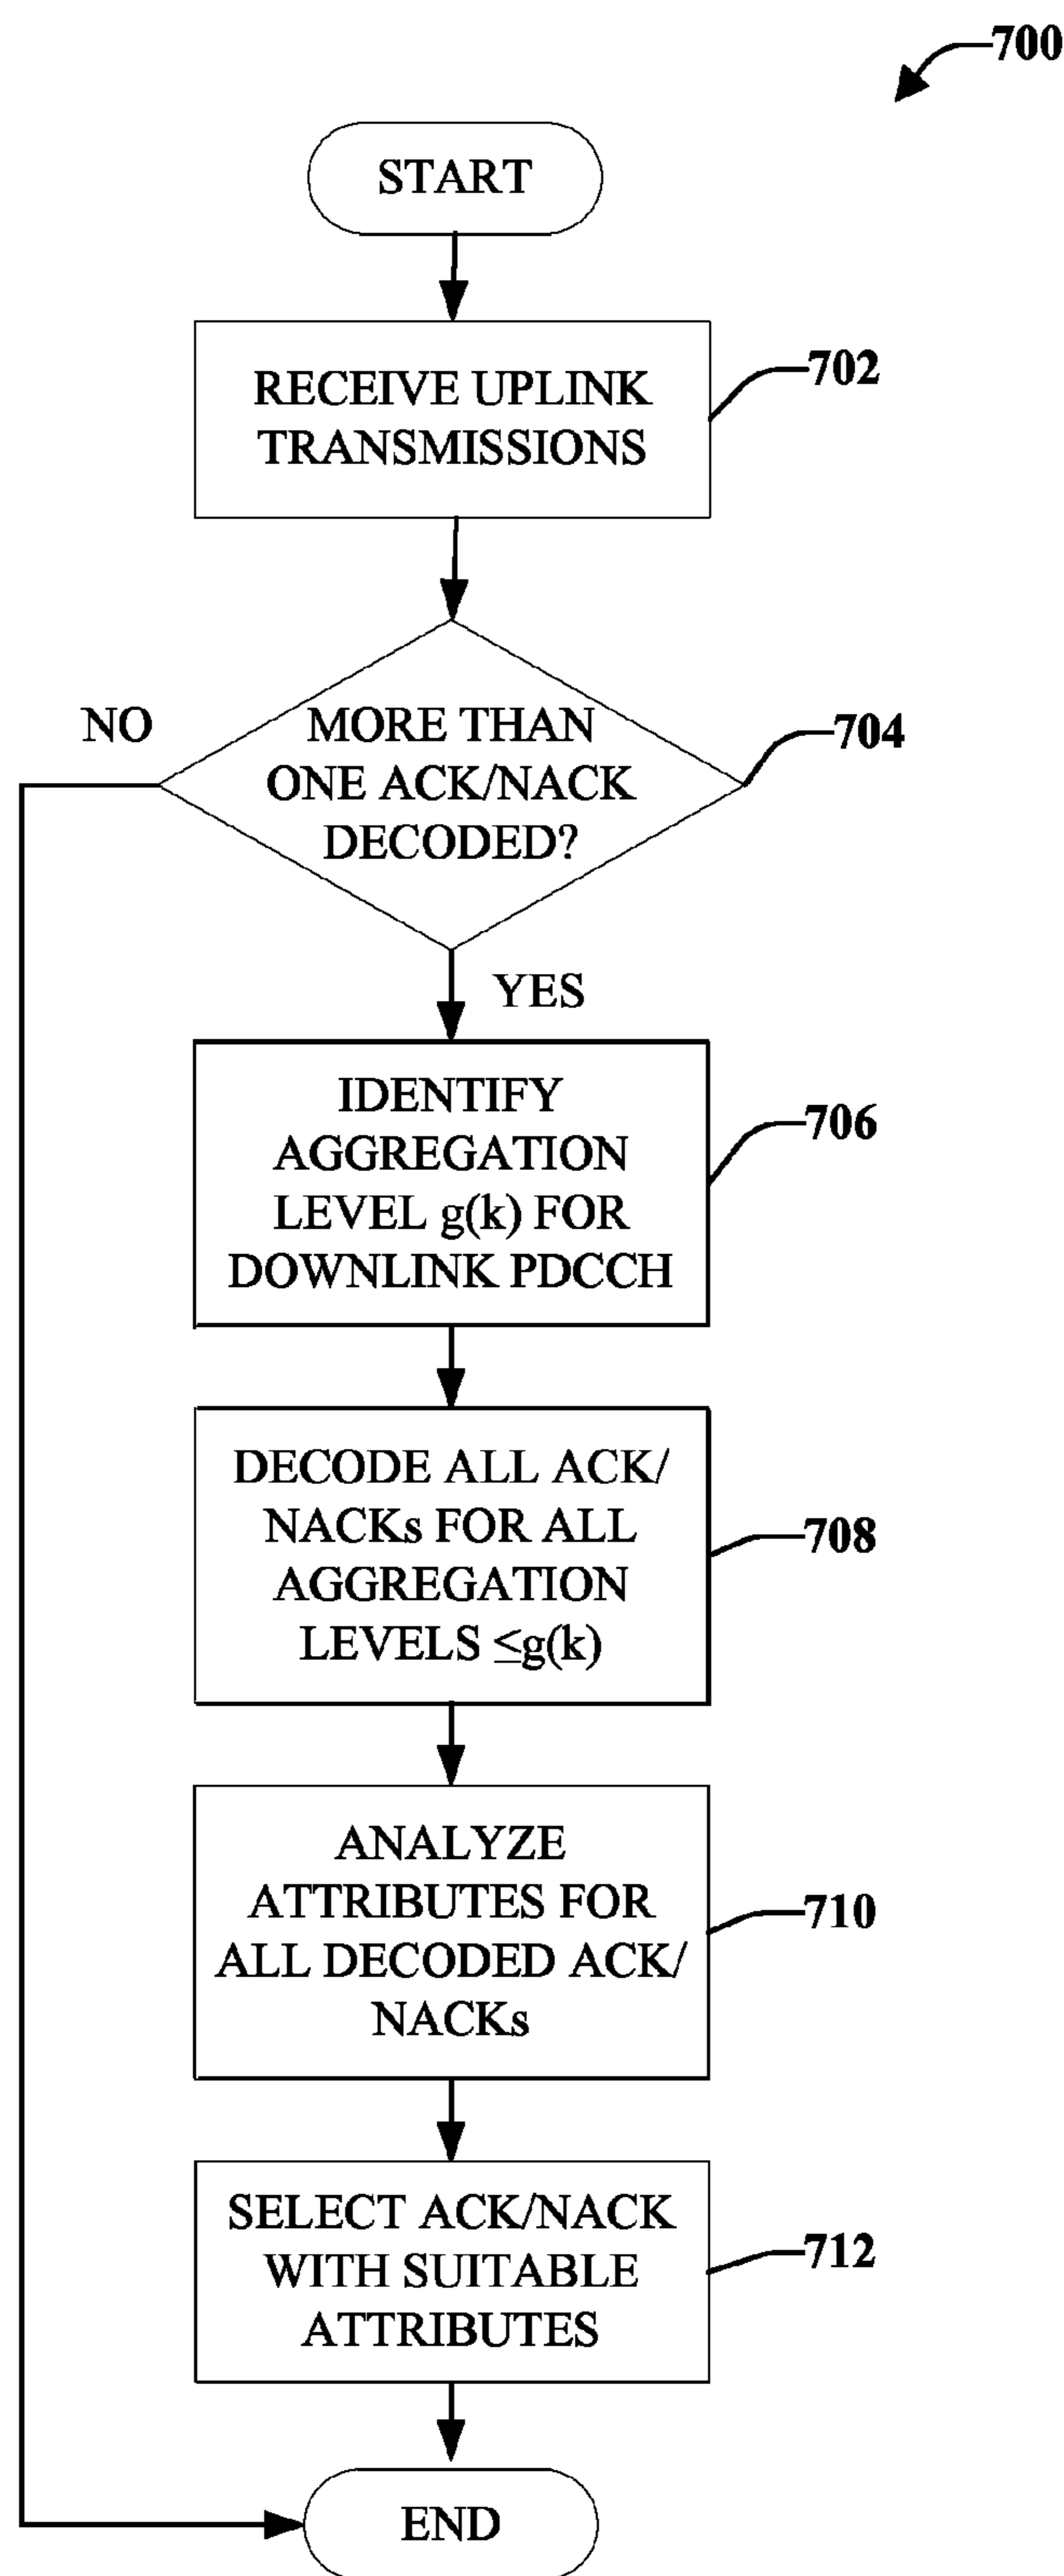 700
START
RECEIVE UPLINK
TRANSMISSIONS
702
NO
MORE THAN
ONE ACK/NACK
DECODED?
704
YES
IDENTIFY
AGGREGATION
LEVEL g(k) FOR
DOWNLINK PDCCH
706
DECODE ALL ACK/
NACKs FOR ALL
AGGREGATION
LEVELS ≤g(k)
708
ANALYZE
ATTRIBUTES FOR
ALL DECODED ACK/
NACKs
710
SELECT ACK/NACK
WITH SUITABLE
ATTRIBUTES
712
END